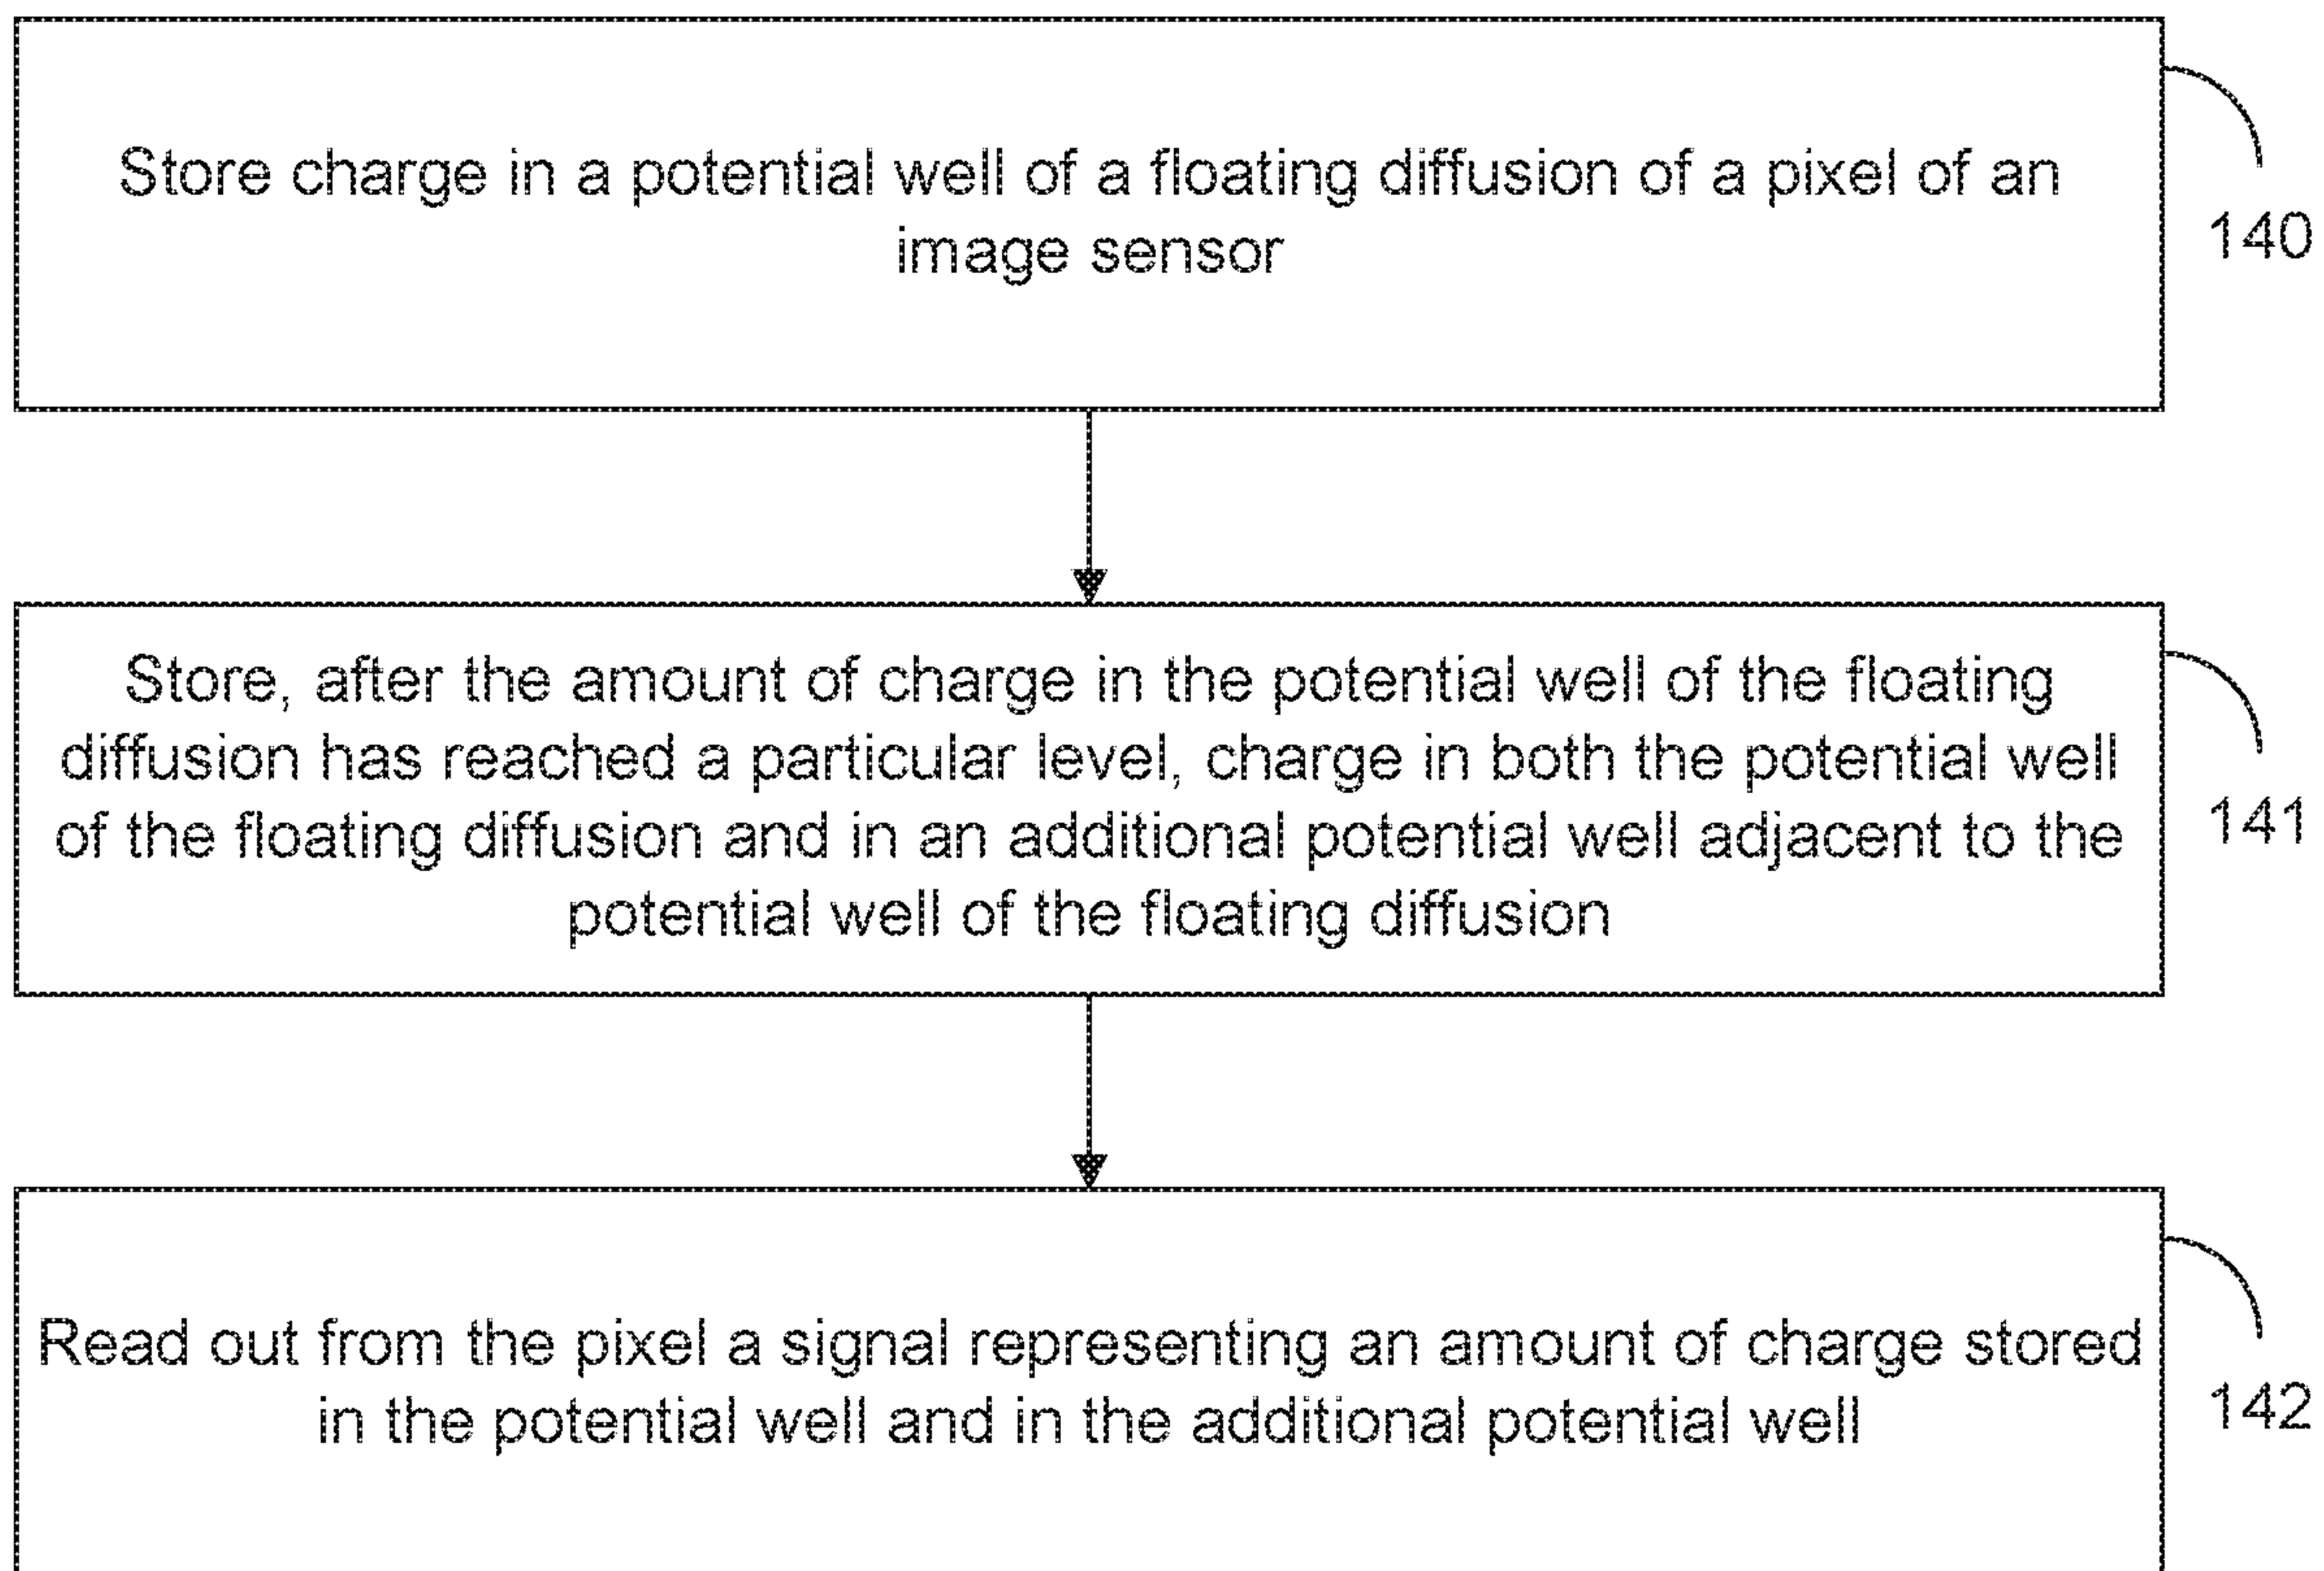 Store charge in a potential well of a floating diffusion of a pixel of an
image sensor
140
Store, after the amount of charge in the potential well of the floating
diffusion has reached a particular level, charge in both the potential well
of the floating diffusion and in an additional potential well adjacent to the
potential well of the floating diffusion
141
Read out from the pixel a signal representing an amount of charge stored
in the potential well and in the additional potential well
142